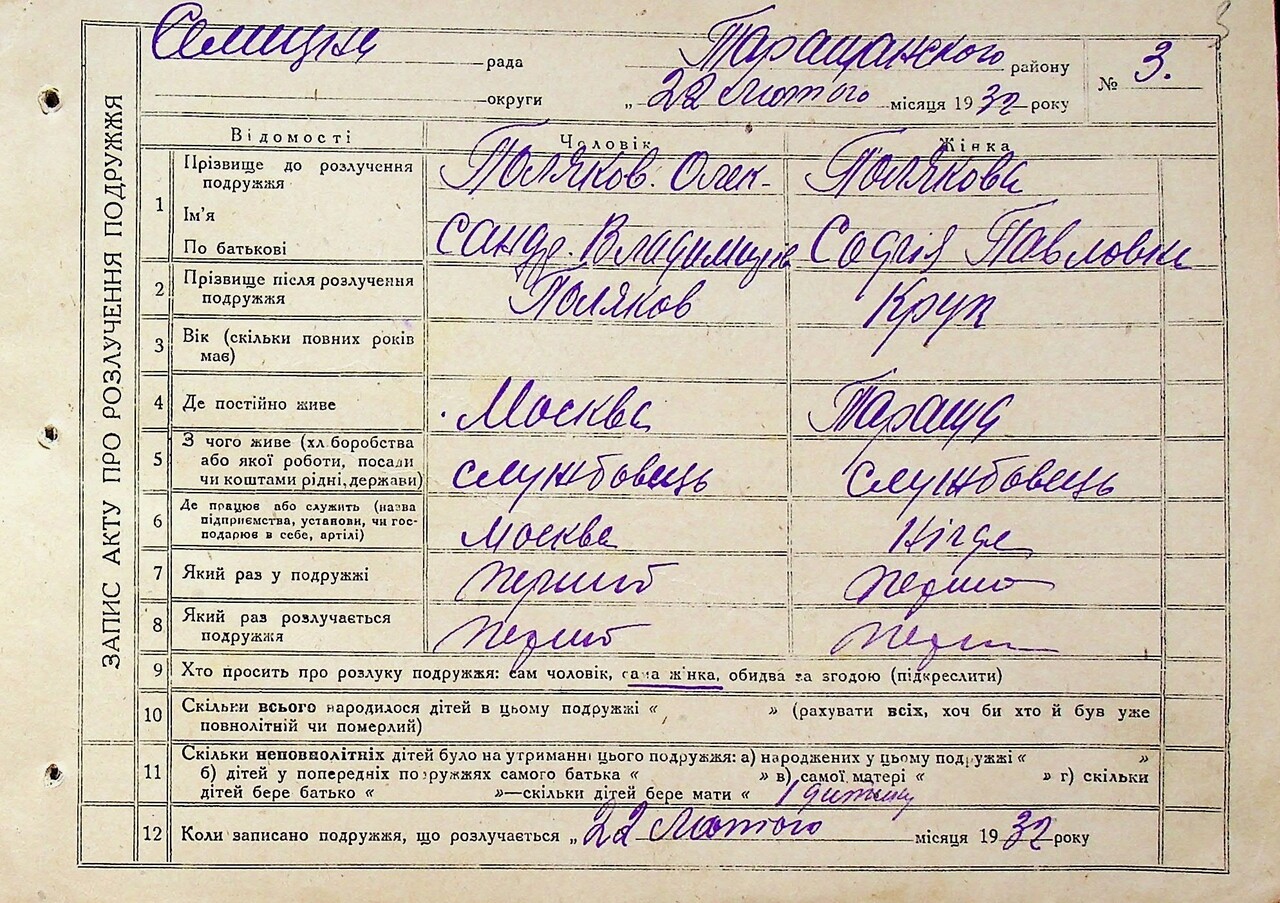 3
Селищна рада Таращанського району № 3.
округи „ 22 Лютого місяця 1932 року
ЗАПИС АКТУ ПРО РОЗЛУЧЕННЯ ПОДРУЖЖЯ
Відомості Чоловік Жінка
1 Прізвище до розлучення подружжя Поляков. Олек- Полякова
Ім'я
По батькові санд. Владимиров Софія Павловна
2 Прізвище після розлучення подружжя Поляков Крук
3 Вік (скільки повних років має)
4 Де постійно живе Москва Тараща
5 З чого живе (хліборобства або якої роботи, посади чи коштами рідні, держави) службовець службовець
6 Де працює або служить (назва підприємства, установи, чи господарює в себе, артілі) Москва Нігде
7 Який раз у подружжі перший перший
8 Який раз розлучається подружжя перший перший
9 Хто просить про розлуку подружжя: сам чоловік, сама жінка, обидва за згодою (підкреслити)
10 Скільки всього народилося дітей в цьому подружжі « » (рахувати всіх, хоч би хто й був уже
повнолітній чи померлий)
11 Скільки неповнолітніх дітей було на утриманні цього подружжя: а) народжених у цьому подружжі « »
б) дітей у попередніх подружжях самого батька « » в) самої матері « » г) скільки
дітей бере батько « »—скільки дітей бере мати « 1 дитину
12 Коли записано подружжя, що розлучається „ 22 Лютого місяця 1932 року